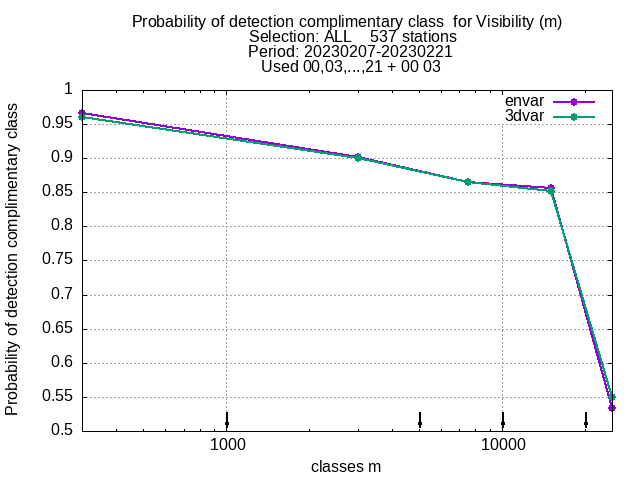 Probability of detection complimentary class  for Visibility (m)
Selection: ALL    537 stations
Period: 20230207-20230221
Used 00,03,...,21 + 00 03
envar
3dvar
Probability of detection complimentary class
1
0.95
0.9
0.85
0.8
0.75
0.7
0.65
0.6
0.55
0.5
1000
10000
classes m